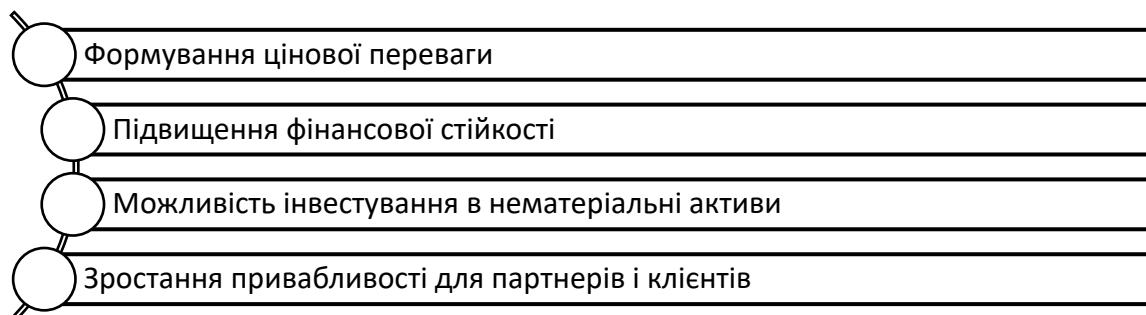 Формування цінової переваги
Підвищення фінансової стійкості
Можливість інвестування в нематеріальні активи
Зростання привабливості для партнерів і клієнтів